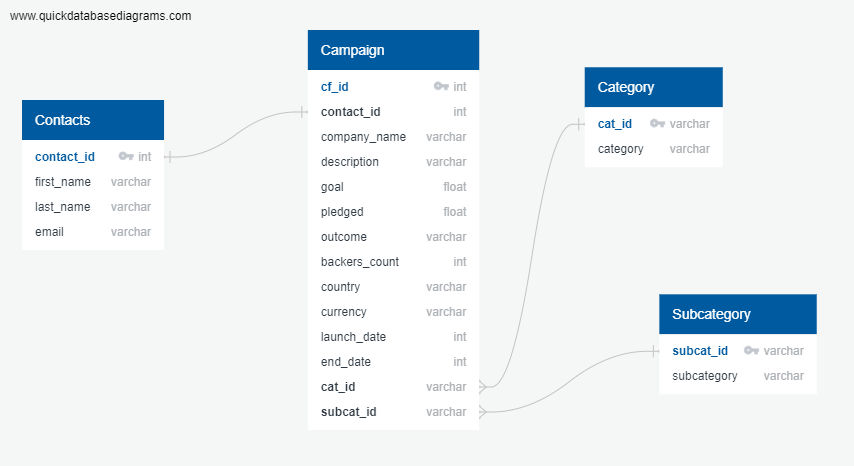 www.quickdatabasediagrams.com
Contacts
contact_id int
first_name varchar
last_name varchar
email varchar
Campaign
cf_id int
contact_id int
company_name varchar
description varchar
goal float
pledged float
outcome varchar
backers_count int
country varchar
currency varchar
launch_date int
end_date int
cat_id varchar
subcat_id varchar
Category
cat_id varchar
category varchar
Subcategory
subcat_id varchar
subcategory varchar